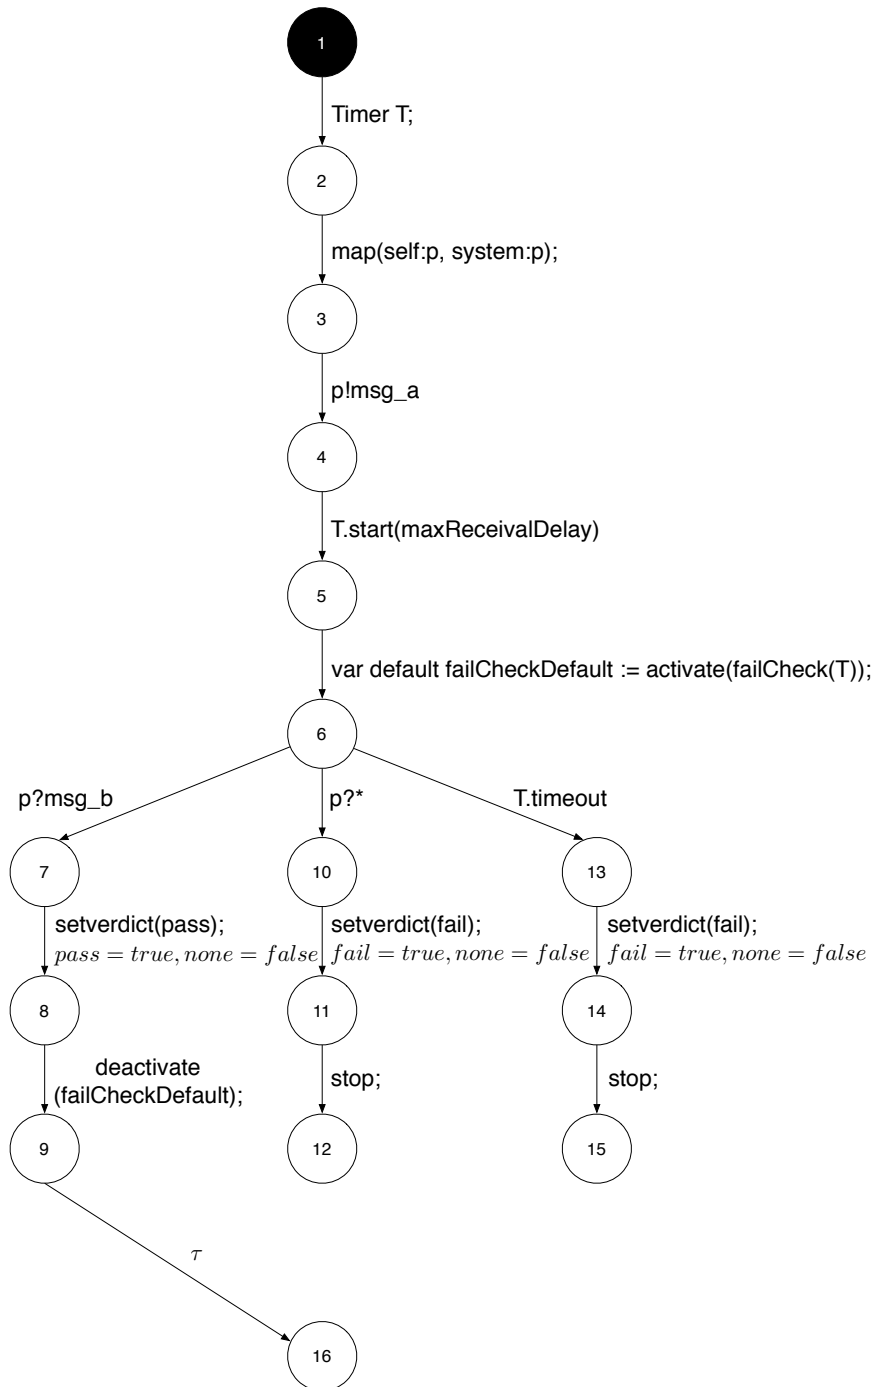 1
Timer T;
2
map(self:p, system:p);
3
p!msg_a
4
T.start(maxReceivalDelay)
5
var default failCheckDefault := activate(failCheck(T));
6
p?msg_b
p?*
T.timeout
7
10
13
setverdict(pass);
pass = true, none = false
setverdict(fail);
fail = true, none = false
setverdict(fail);
fail = true, none = false
8
11
14
deactivate
(failCheckDefault);
stop;
stop;
9
12
15
τ
16